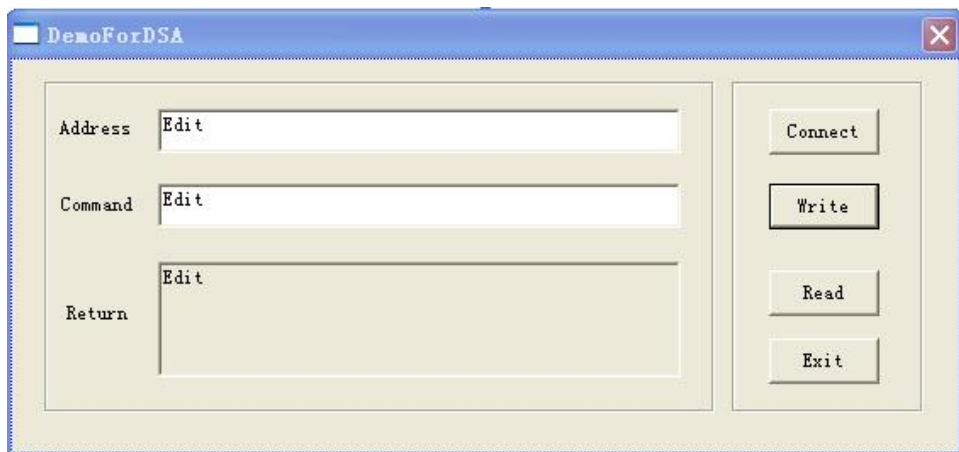 DemoForDSA
Address
Edit
Connect
Command
Edit
Write
Return
Edit
Read
Exit